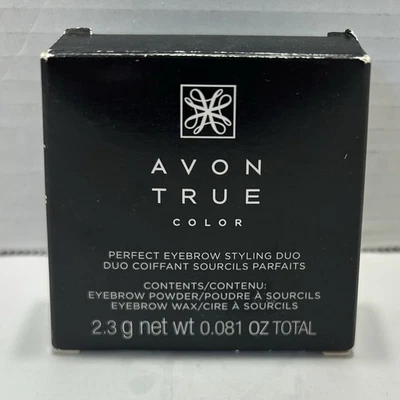 AVON
TRUE
COLOR
PERFECT EYEBROW STYLING DUO
DUO COIFFANT SOURCILS PARFAITS
CONTENTS/CONTENU:
EYEBROW POWDER/POUDRE À SOURCILS
EYEBROW WAX/CIRE À SOURCILS
2.3 g net wt 0.081 OZ TOTAL